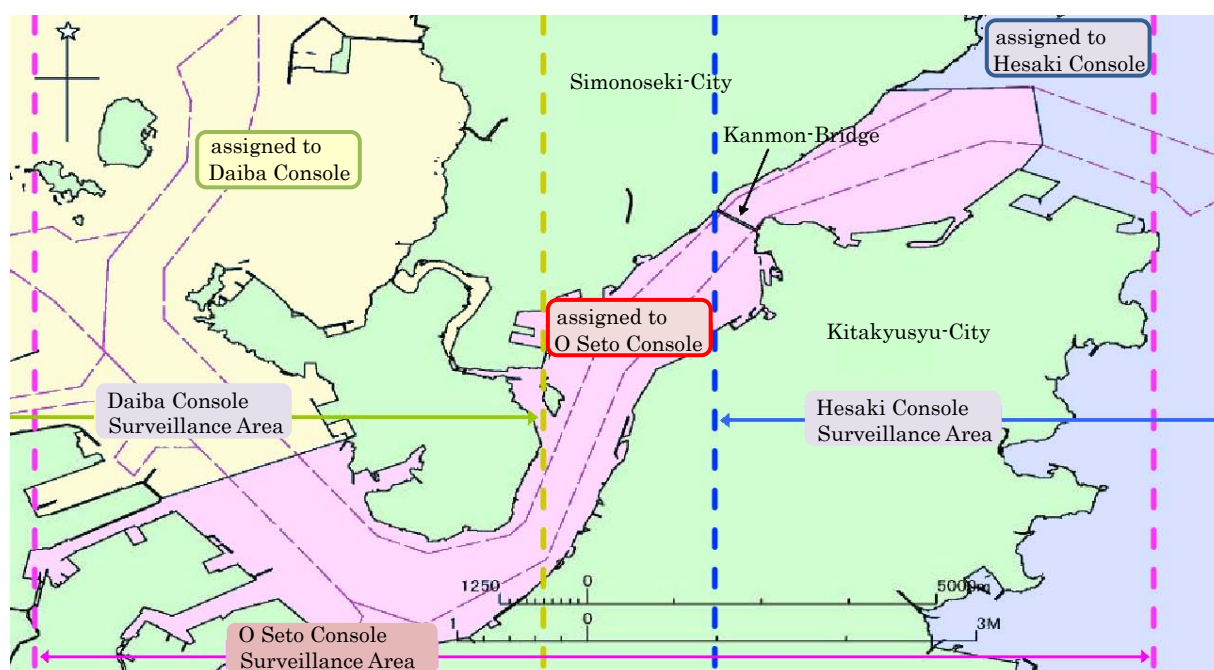 assigned to
Hesaki Console
Simonoseki-City
Kanmon-Bridge
assigned to
Daiba Console
assigned to
O Seto Console
Kitakyusyu-City
Daiba Console
Surveillance Area
Hesaki Console
Surveillance Area
1250 0 5000m
1 0 3M
O Seto Console
Surveillance Area